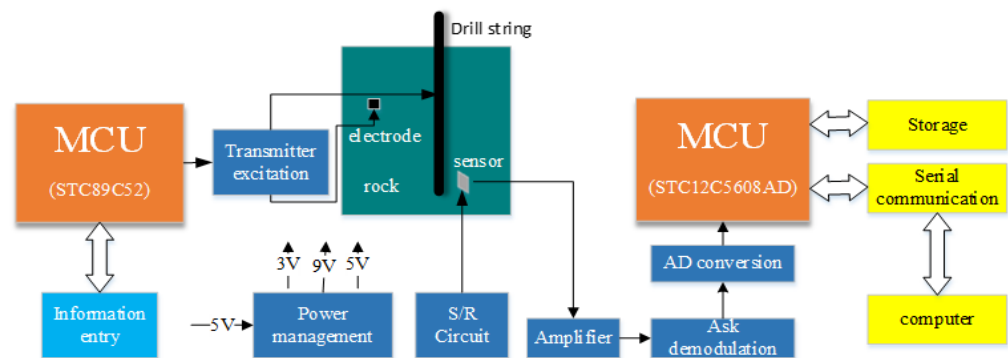 Drill string
MCU
(STC89C52)
Transmitter
excitation
electrode
rock
sensor
MCU
(STC12C5608AD)
Storage
Serial
communication
3V
9V
5V
AD conversion
Information
entry
5V
Power
management
S/R
Circuit
Amplifier
Ask
demodulation
computer